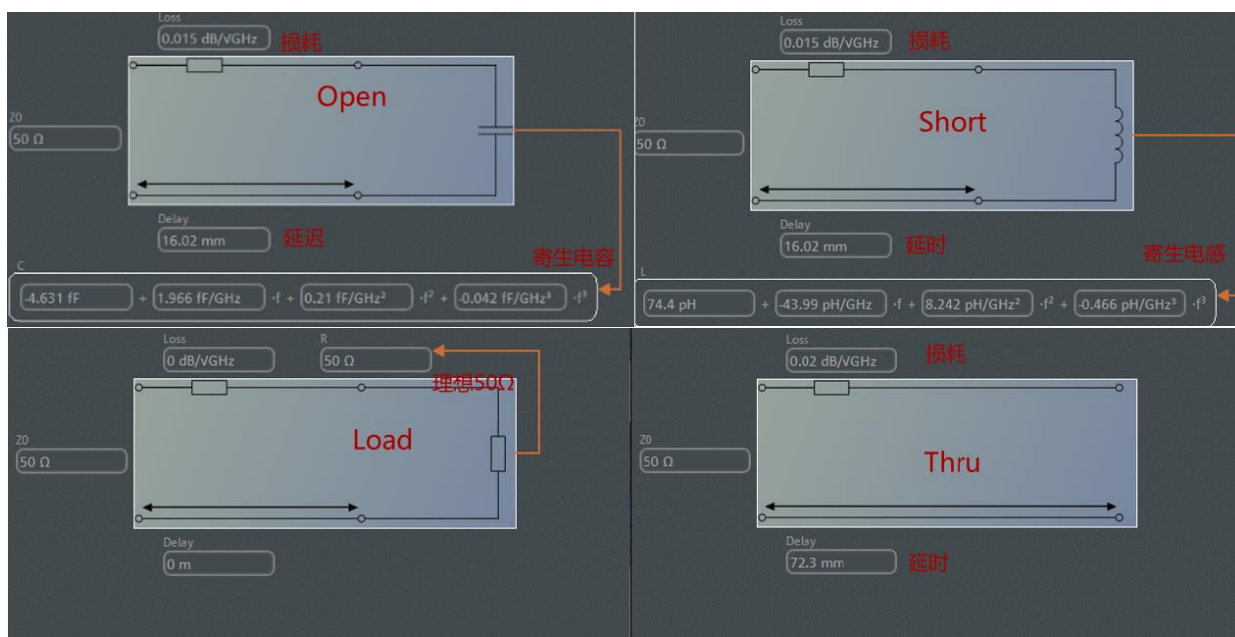 Loss
0.015 dB/√GHz 损耗
Open
Z0
50 Ω
Delay
16.02 mm 延迟
寄生电容
C
-4.631 fF + 1.966 fF/GHz ·f + 0.21 fF/GHz² ·f² + -0.042 fF/GHz³ ·f³
Loss
0.015 dB/√GHz 损耗
Short
Z0
50 Ω
Delay
16.02 mm 延时
寄生电感
L
74.4 pH + -43.99 pH/GHz ·f + 8.242 pH/GHz² ·f² + -0.466 pH/GHz³ ·f³
Loss R
0 dB/√GHz 50 Ω
理想50Ω
Load
Z0
50 Ω
Delay
0 m
Loss
0.02 dB/√GHz 损耗
Z0
50 Ω
Thru
Delay
72.3 mm 延时